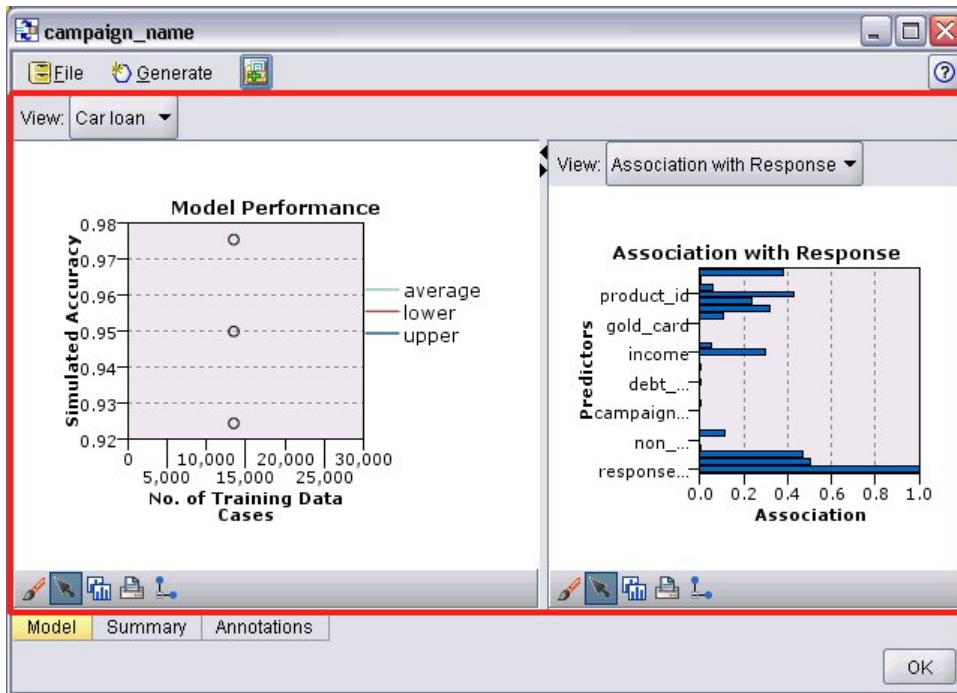 campaign_name
File Generate
View: Car loan
View: Association with Response
Model Performance
0.98
0.97
0.96
0.95
0.94
0.93
0.92
Simulated Accuracy
0 10,000 20,000 30,000
5,000 15,000 25,000
No. of Training Data
Cases
average
lower
upper
Association with Response
Predictors
product_id
gold_card
income
debt_...
campaign...
non_...
response...
0.0 0.2 0.4 0.6 0.8 1.0
Association
Model Summary Annotations
OK